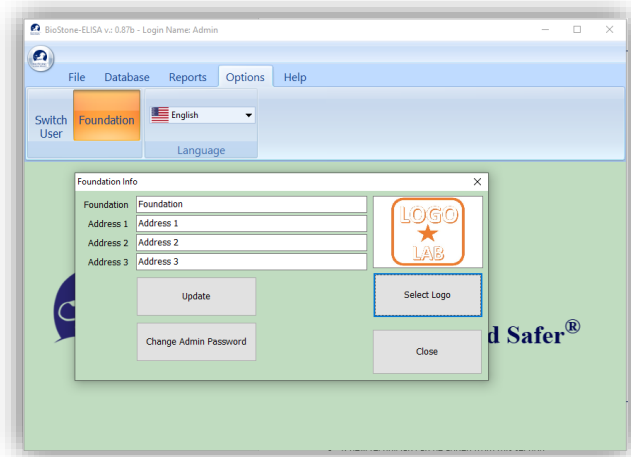 BioStone-ELISA v.: 0.87b - Login Name: Admin
File Database Reports Options Help
Switch User
Foundation
English
Language
Foundation Info
Foundation Foundation
Address 1 Address 1
Address 2 Address 2
Address 3 Address 3
LOGO
LAB
Update
Select Logo
Change Admin Password
Close
d Safer®